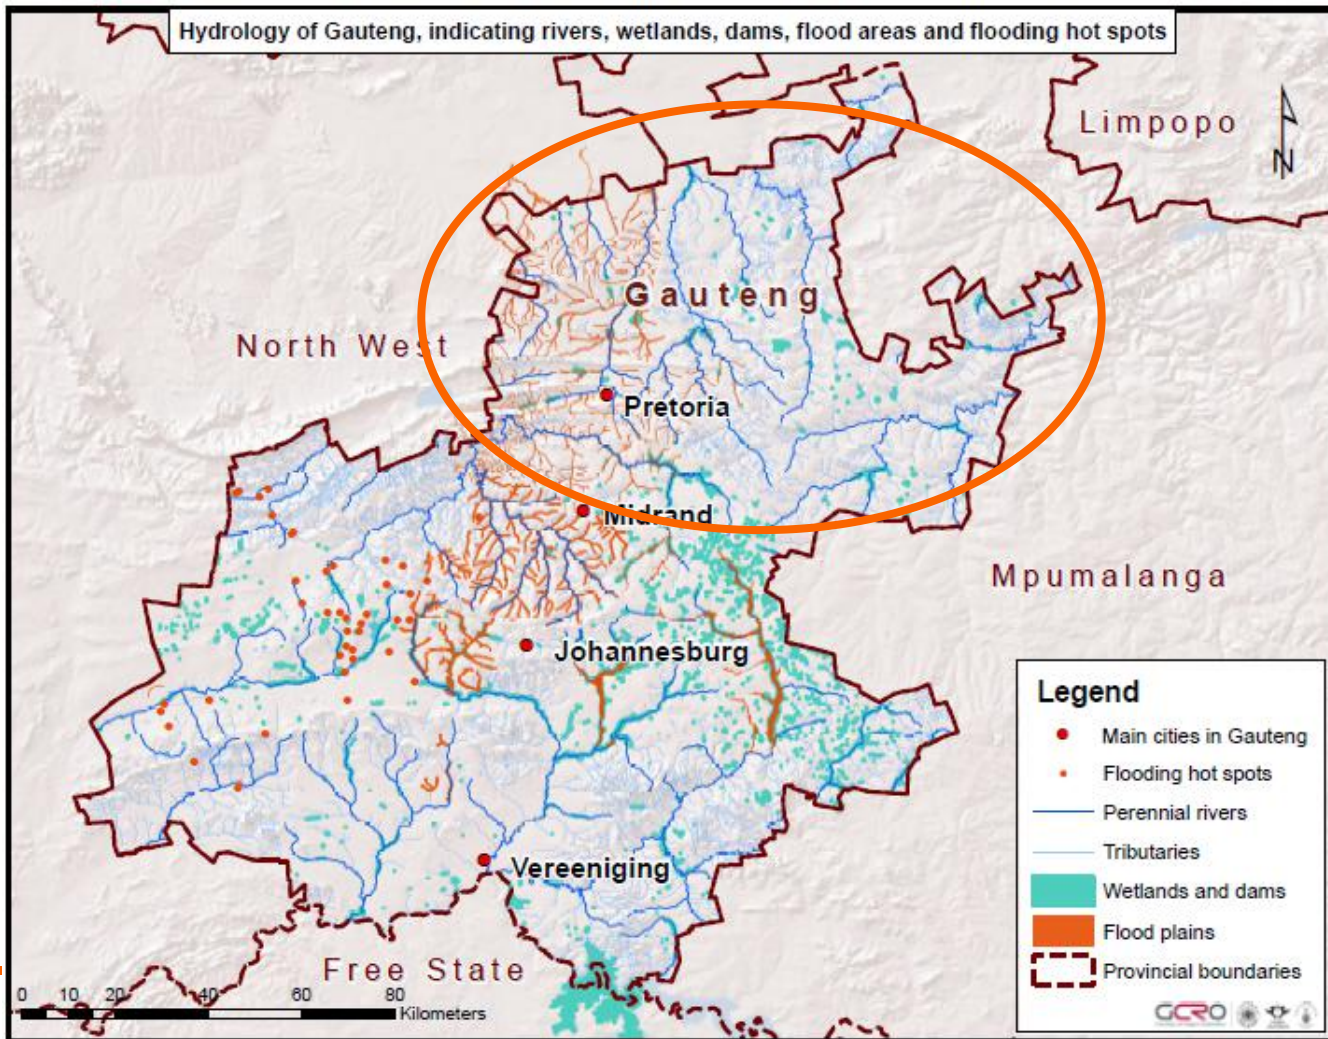 Hydrology of Gauteng, indicating rivers, wetlands, dams, flood areas and flooding hot spots
Limpopo
N
Gauteng
North West
Pretoria
Midrand
Mpumalanga
Johannesburg
Vereeniging
Free State
0 10 20 40 60 80
Kilometers
Legend
Main cities in Gauteng
Flooding hot spots
Perennial rivers
Tributaries
Wetlands and dams
Flood plains
Provincial boundaries
GCRO